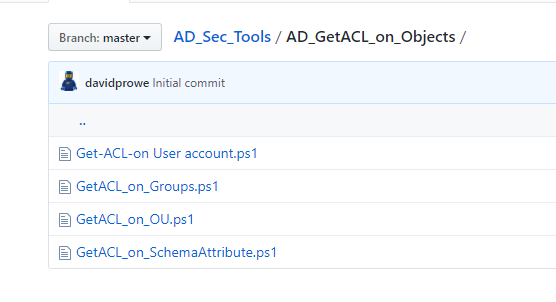 Branch: master
AD_Sec_Tools / AD_GetACL_on_Objects /
davidprowe Initial commit
..
Get-ACL-on User account.ps1
GetACL_on_Groups.ps1
GetACL_on_OU.ps1
GetACL_on_SchemaAttribute.ps1